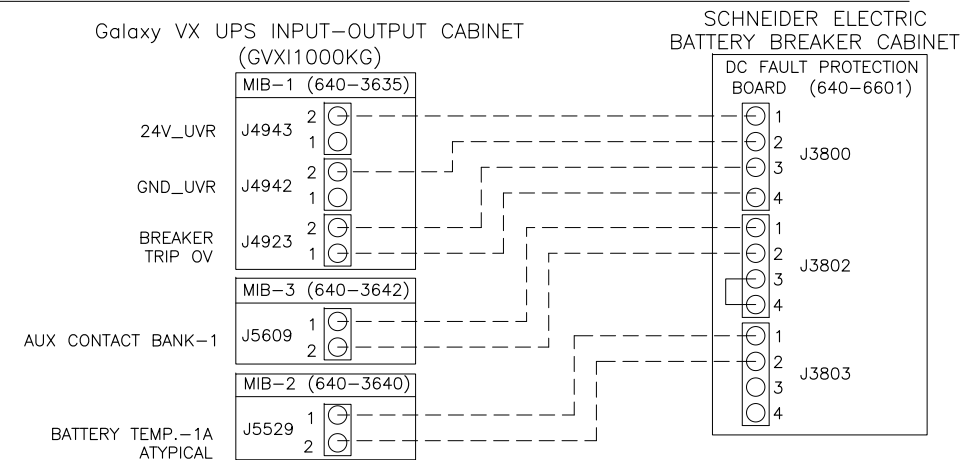 Galaxy VX UPS INPUT-OUTPUT CABINET
(GVXI1000KG)
SCHNEIDER ELECTRIC
BATTERY BREAKER CABINET
MIB-1 (640-3635)
24V_UVR
J4943
2
1
GND_UVR
J4942
2
1
BREAKER
TRIP OV
J4923
2
1
MIB-3 (640-3642)
AUX CONTACT BANK-1
J5609
1
2
MIB-2 (640-3640)
BATTERY TEMP.-1A
ATYPICAL
J5529
1
2
DC FAULT PROTECTION
BOARD (640-6601)
1
2
3
4
J3800
1
2
3
4
J3802
1
2
3
4
J3803